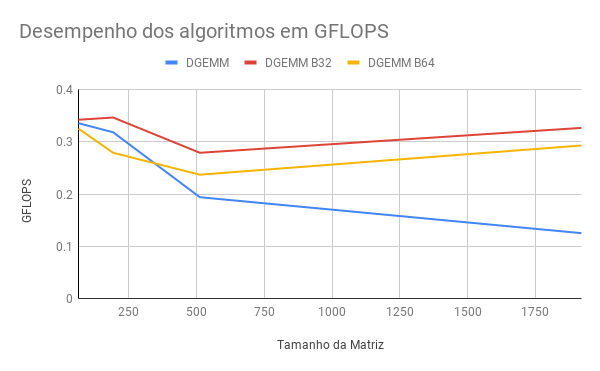 Desempenho dos algoritmos em GFLOPS
DGEMM DGEMM B32 DGEMM B64
0.4
0.3
0.2
0.1
0
GFLOPS
250 500 750 1000 1250 1500 1750
Tamanho da Matriz